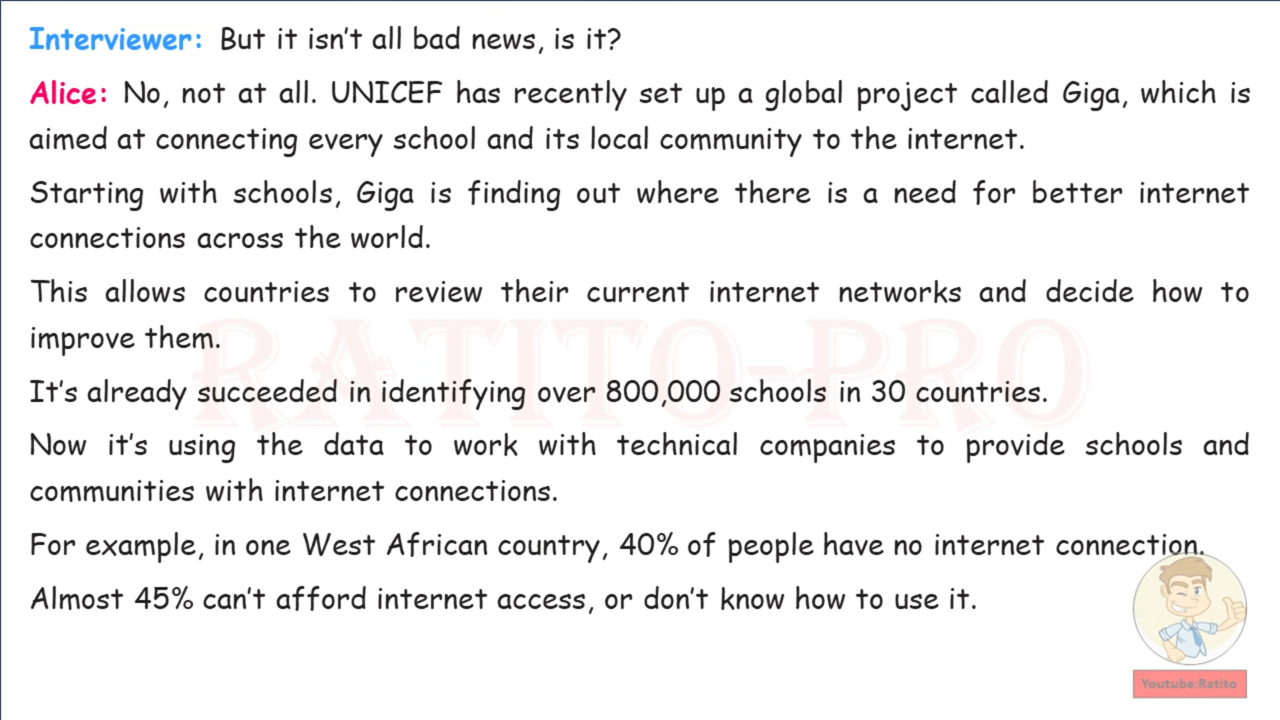 Interviewer: But it isn't all bad news, is it?
Alice: No, not at all. UNICEF has recently set up a global project called Giga, which is
aimed at connecting every school and its local community to the internet.
Starting with schools, Giga is finding out where there is a need for better internet
connections across the world.
This allows countries to review their current internet networks and decide how to
improve them.
RATITO-PRO
It's already succeeded in identifying over 800,000 schools in 30 countries.
Now it's using the data to work with technical companies to provide schools and
communities with internet connections.
For example, in one West African country, 40% of people have no internet connection.
Almost 45% can't afford internet access, or don't know how to use it.
Youtube:Ratito